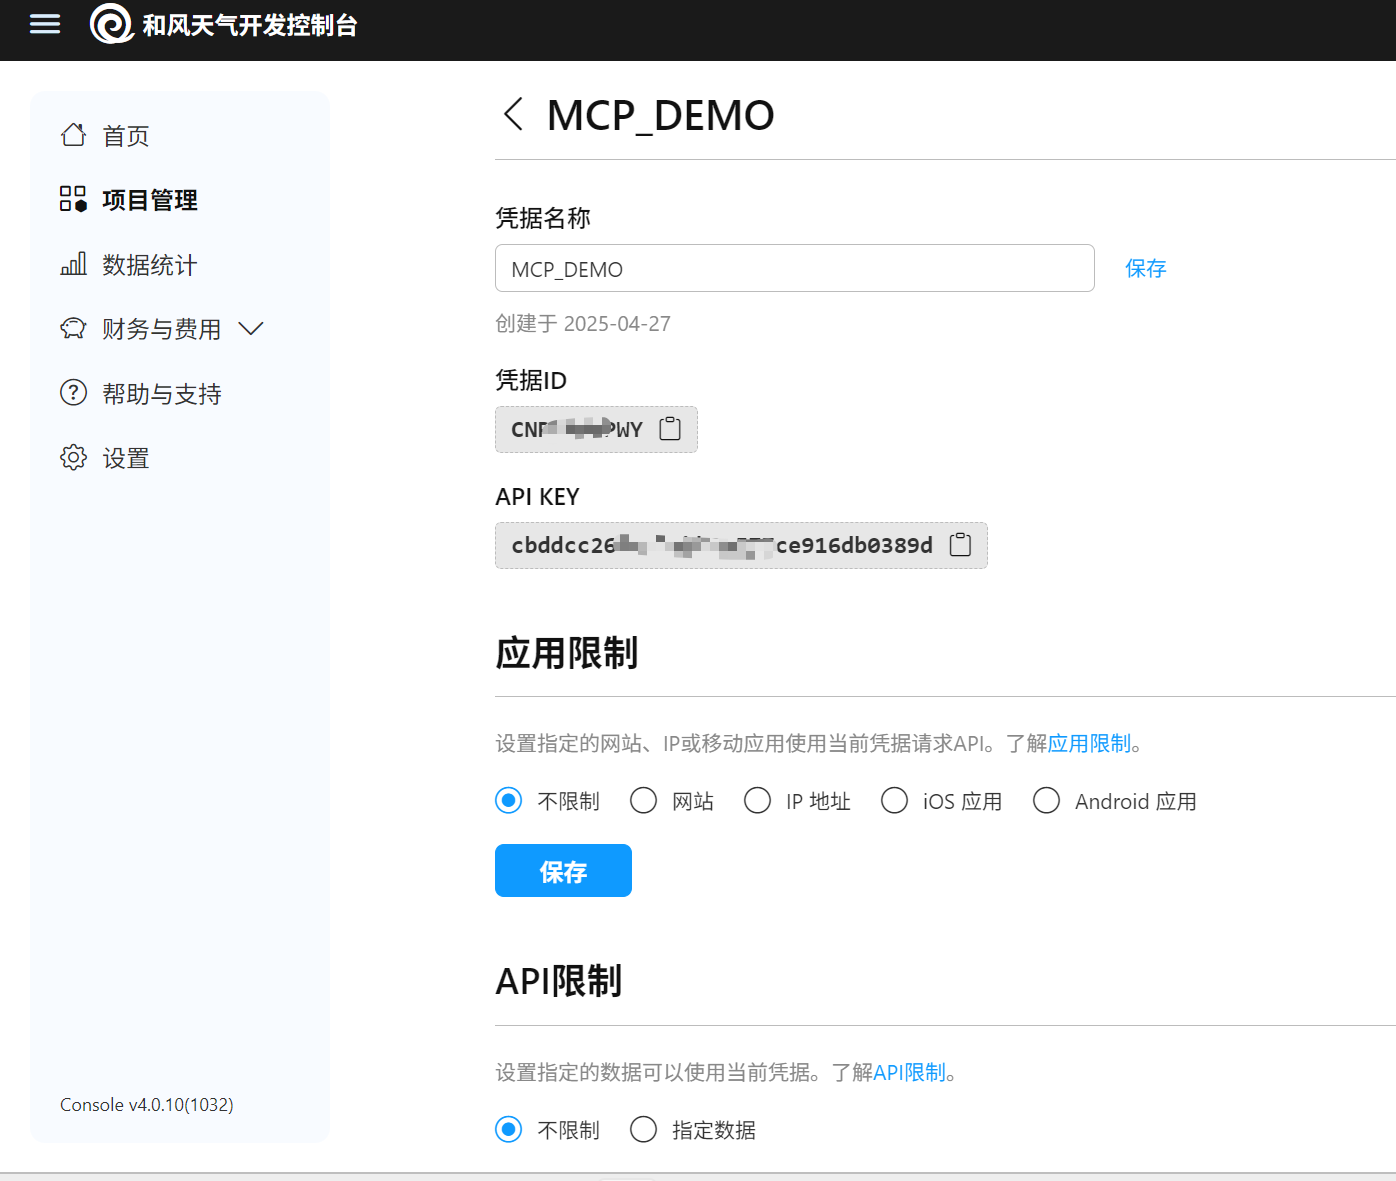 和风天气开发控制台
首页
项目管理
数据统计
财务与费用
帮助与支持
设置
Console v4.0.10(1032)
MCP_DEMO
凭据名称
MCP_DEMO
保存
创建于 2025-04-27
凭据ID
CN PWY
API KEY
cbddcc26 ce916db0389d
应用限制
设置指定的网站、IP或移动应用使用当前凭据请求API。了解应用限制。
不限制
网站
IP 地址
iOS 应用
Android 应用
保存
API限制
设置指定的数据可以使用当前凭据。了解API限制。
不限制
指定数据